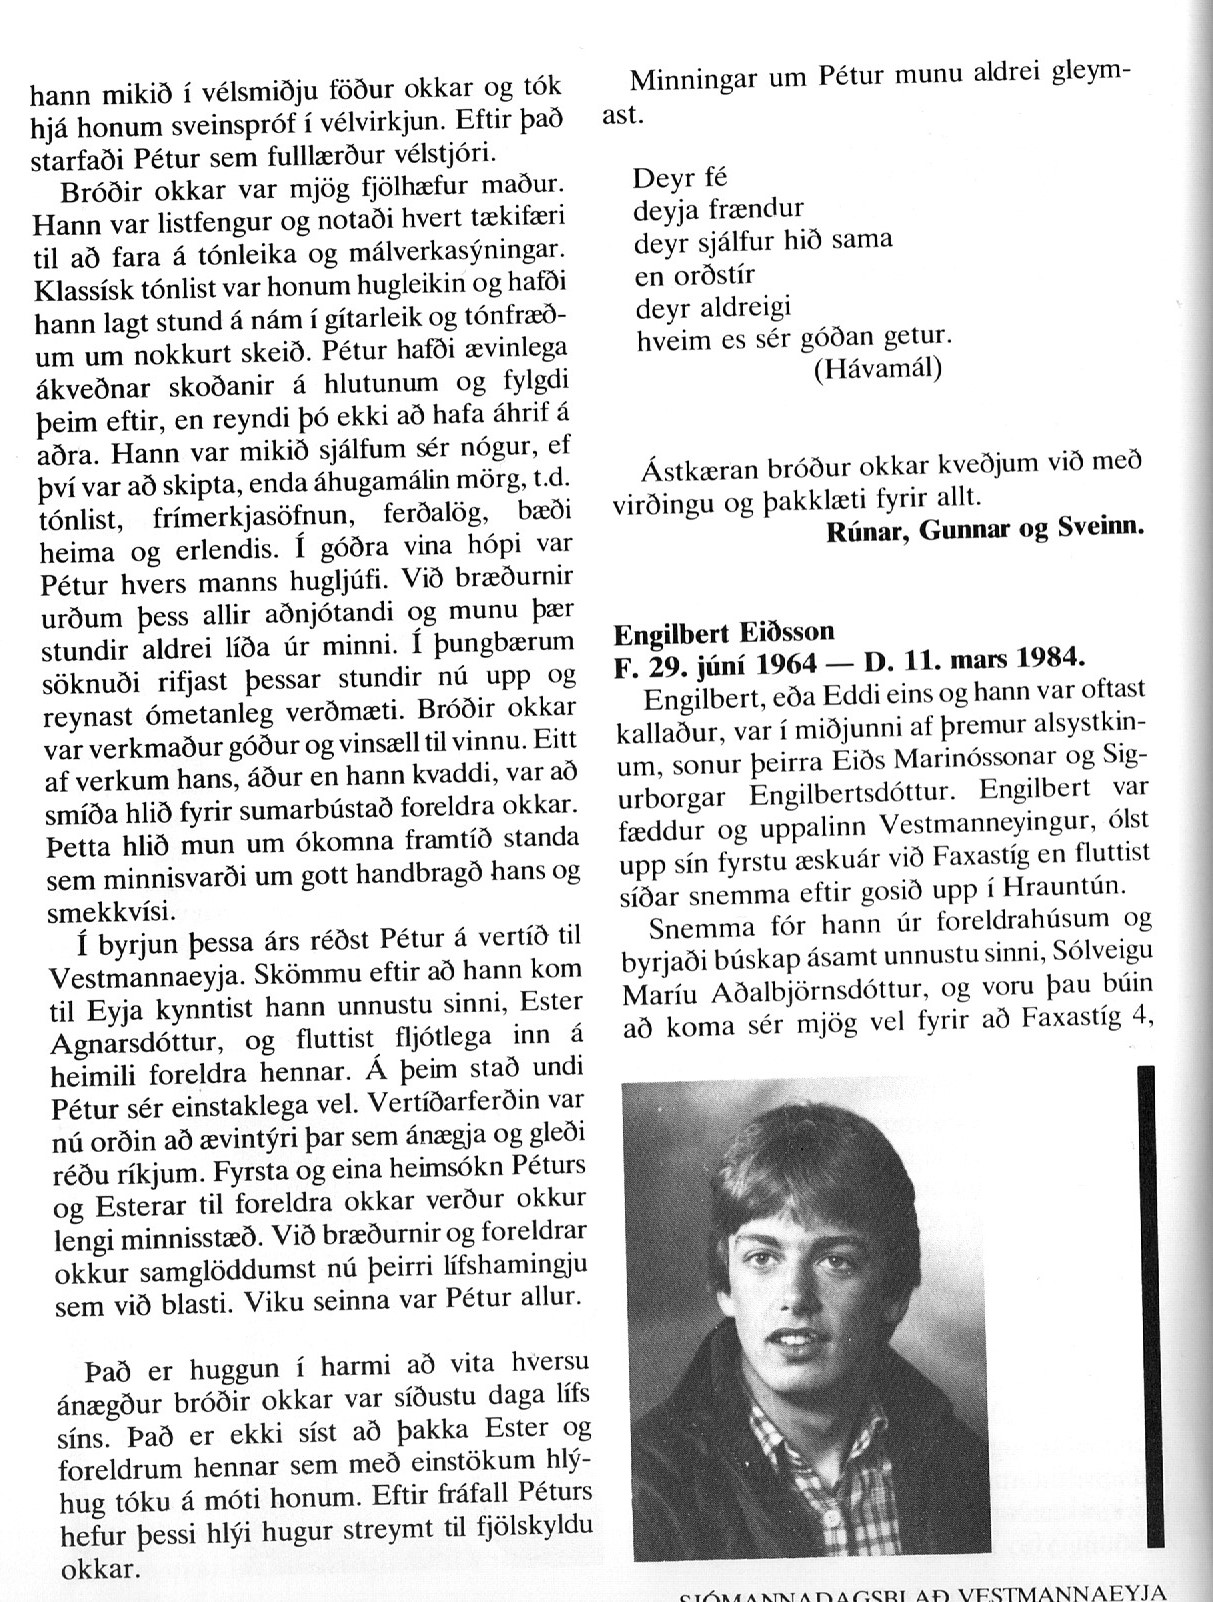 hann mikið í vélsmiðju föður okkar og tók
hjá honum sveinspróf í vélvirkjun. Eftir það
starfaði Pétur sem fulllærður vélstjóri.
Bróðir okkar var mjög fjölhæfur maður.
Hann var listfengur og notaði hvert tækifæri
til að fara á tónleika og málverkasýningar.
Klassísk tónlist var honum hugleikin og hafði
hann lagt stund á nám í gítarleik og tónfræð-
um um nokkurt skeið. Pétur hafði ævinlega
ákveðnar skoðanir á hlutunum og fylgdi
þeim eftir, en reyndi þó ekki að hafa áhrif á
aðra. Hann var mikið sjálfum sér nógur, ef
því var að skipta, enda áhugamálin mörg, t.d.
tónlist, frímerkjasöfnun, ferðalög, bæði
heima og erlendis. Í góðra vina hópi var
Pétur hvers manns hugljúfi. Við bræðurnir
urðum þess allir aðnjótandi og munu þær
stundir aldrei líða úr minni. Í þungbærum
söknuði rifjast þessar stundir nú upp og
reynast ómetanleg verðmæti. Bróðir okkar
var verkmaður góður og vinsæll til vinnu. Eitt
af verkum hans, áður en hann kvaddi, var að
smíða hlið fyrir sumarbústað foreldra okkar.
Þetta hlið mun um ókomna framtíð standa
sem minnisvarði um gott handbragð hans og
smekkvísi.
Í byrjun þessa árs réðst Pétur á vertíð til
Vestmannaeyja. Skömmu eftir að hann kom
til Eyja kynntist hann unnustu sinni, Ester
Agnarsdóttur, og fluttist fljótlega inn á
heimili foreldra hennar. Á þeim stað undi
Pétur sér einstaklega vel. Vertíðarferðin var
nú orðin að ævintýri þar sem ánægja og gleði
réðu ríkjum. Fyrsta og eina heimsókn Péturs
og Esterar til foreldra okkar verður okkur
lengi minnisstæð. Við bræðurnir og foreldrar
okkur samglöddumst nú þeirri lífshamingju
sem við blasti. Viku seinna var Pétur allur.
Það er huggun í harmi að vita hversu
ánægður bróðir okkar var síðustu daga lífs
síns. Það er ekki síst að þakka Ester og
foreldrum hennar sem með einstökum hlý-
hug tóku á móti honum. Eftir fráfall Péturs
hefur þessi hlýi hugur streymt til fjölskyldu
okkar.
Minningar um Pétur munu aldrei gleym-
ast.
Deyr fé
deyja frændur
deyr sjálfur hið sama
en orðstír
deyr aldreigi
hveim es sér góðan getur.
(Hávamál)
Ástkæran bróður okkar kveðjum við með
virðingu og þakklæti fyrir allt.
Rúnar, Gunnar og Sveinn.
Engilbert Eiðsson
F. 29. júní 1964 — D. 11. mars 1984.
Engilbert, eða Eddi eins og hann var oftast
kallaður, var í miðjunni af þremur alsystkin-
um, sonur þeirra Eiðs Marinóssonar og Sig-
urborgar Engilbertsdóttur. Engilbert var
fæddur og uppalinn Vestmanneyingur, ólst
upp sín fyrstu æskuár við Faxastíg en fluttist
síðar snemma eftir gosið upp í Hrauntún.
Snemma fór hann úr foreldrahúsum og
byrjaði búskap ásamt unnustu sinni, Sólveigu
Maríu Aðalbjörnsdóttur, og voru þau búin
að koma sér mjög vel fyrir að Faxastíg 4,
SJÓMANNADAGSBLAÐ VESTMANNAEYJA